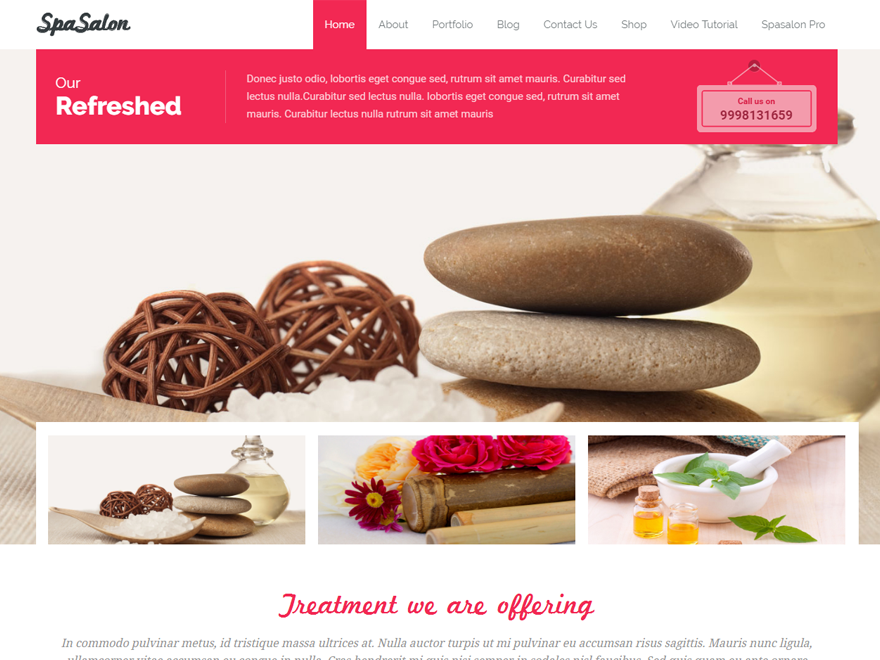 SpaSalon
Home About Portfolio Blog Contact Us Shop Video Tutorial Spasalon Pro
Our
Refreshed
Donec justo odio, lobortis eget congue sed, rutrum sit amet mauris. Curabitur sed
lectus nulla.Curabitur sed lectus nulla. lobortis eget congue sed, rutrum sit amet
mauris. Curabitur lectus nulla rutrum sit amet mauris
Call us on
9998131659
Treatment we are offering
In commodo pulvinar metus, id tristique massa ultrices at. Nulla auctor turpis ut mi pulvinar eu accumsan risus sagittis. Mauris nunc ligula,